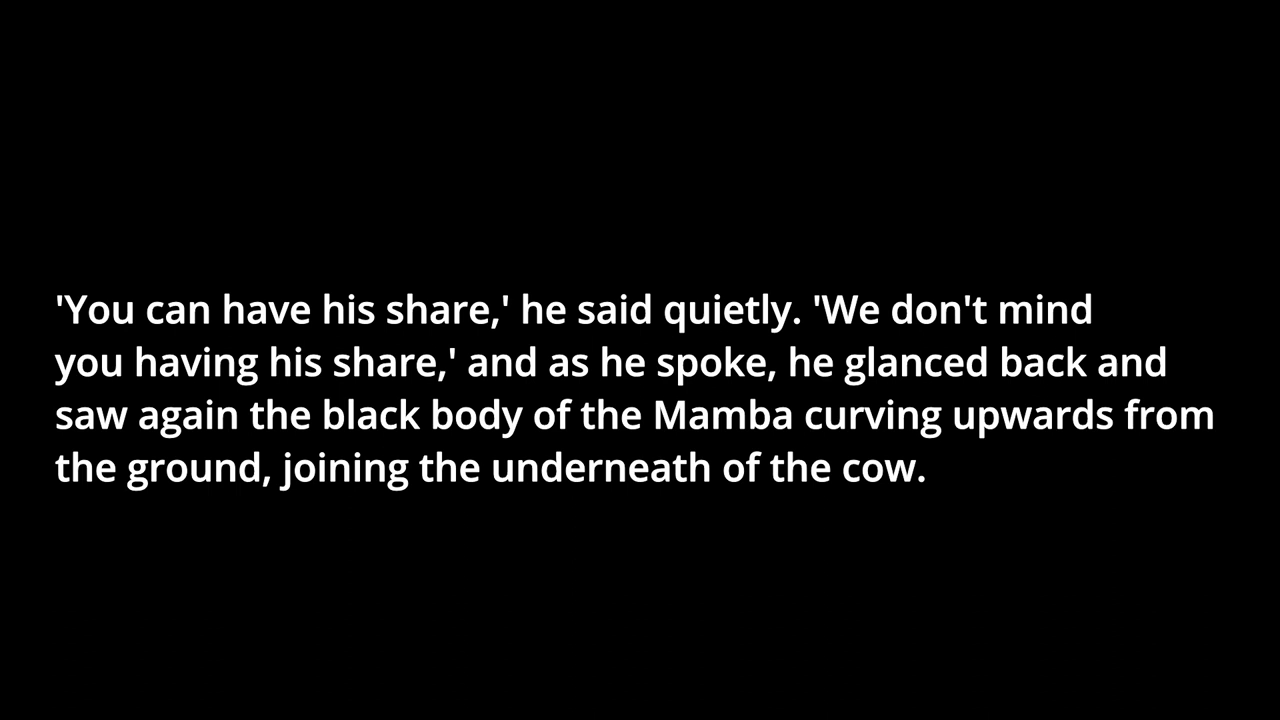 'You can have his share,' he said quietly. 'We don't mind
you having his share,' and as he spoke, he glanced back and
saw again the black body of the Mamba curving upwards from
the ground, joining the underneath of the cow.